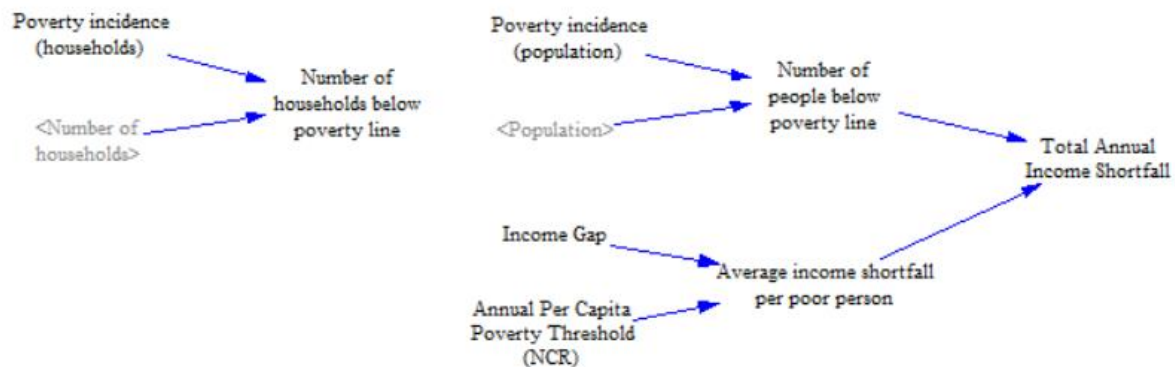 Poverty incidence
(households)
<Number of
households>
Number of
households below
poverty line
Poverty incidence
(population)
<Population>
Number of
people below
poverty line
Income Gap
Annual Per Capita
Poverty Threshold
(NCR)
Average income shortfall
per poor person
Total Annual
Income Shortfall